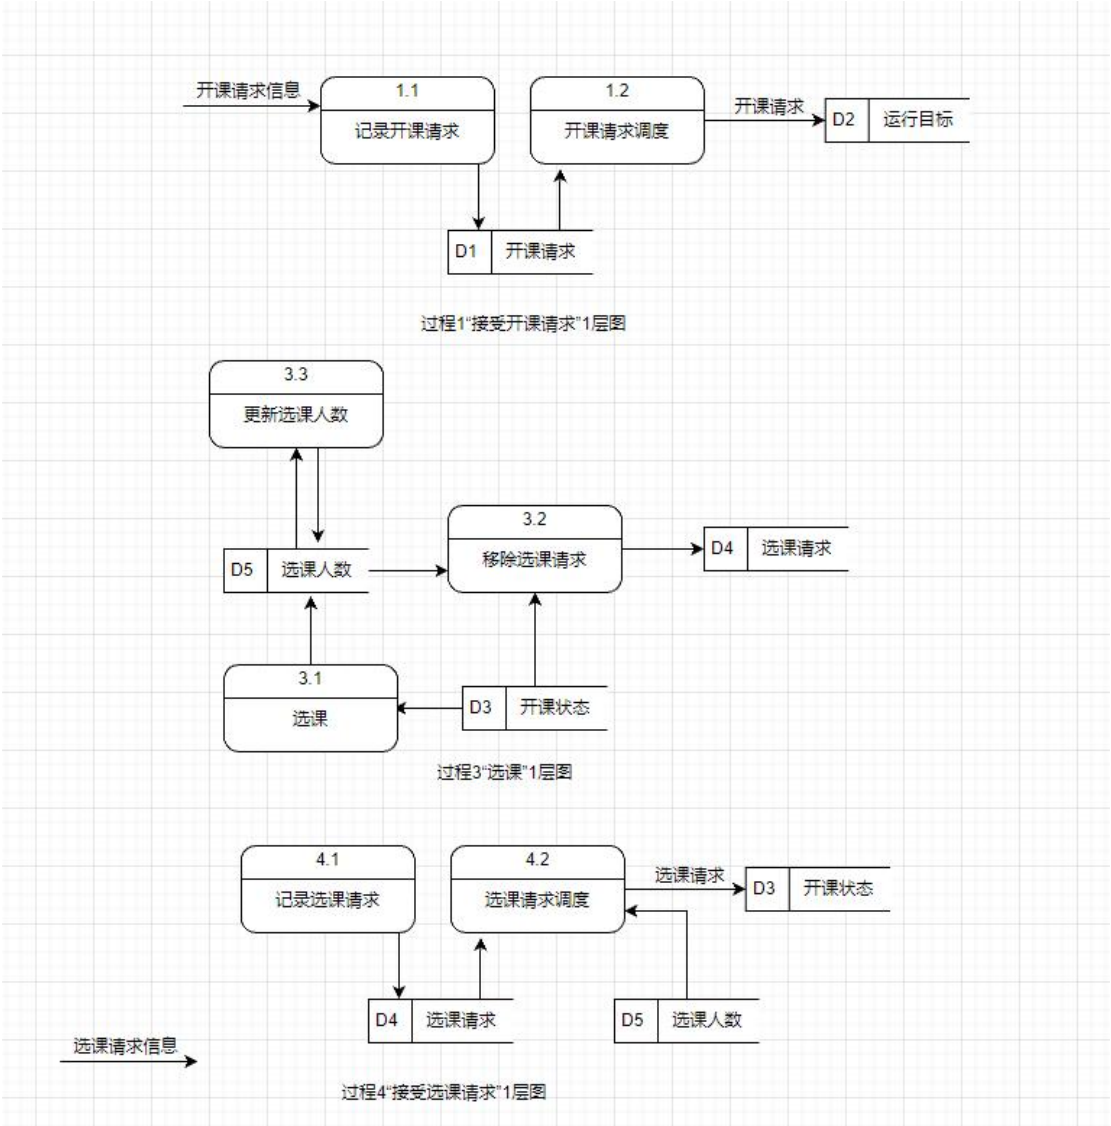 开课请求信息
1.1
记录开课请求
1.2
开课请求调度
开课请求
D2 运行目标
D1 开课请求
过程1“接受开课请求”1层图
3.3
更新选课人数
3.2
移除选课请求
D4 选课请求
D5 选课人数
3.1
选课
D3 开课状态
过程3“选课”1层图
4.1
记录选课请求
4.2
选课请求调度
选课请求
D3 开课状态
D4 选课请求
D5 选课人数
选课请求信息
过程4“接受选课请求”1层图